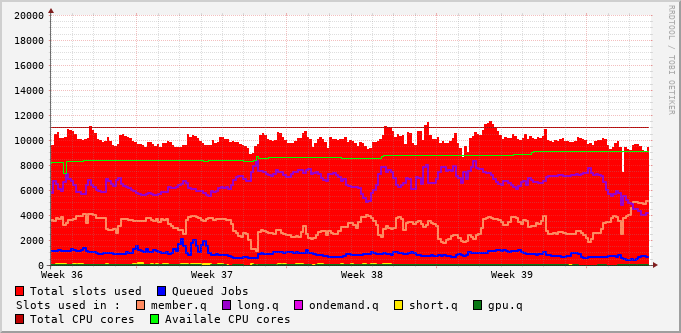 20000
18000
16000
14000
12000
10000
8000
6000
4000
2000
0
Week 36 Week 37 Week 38 Week 39
Total slots used Queued Jobs
Slots used in : member.q long.q ondemand.q short.q gpu.q
Total CPU cores Availale CPU cores
RRDTOOL / TOBI OETIKER